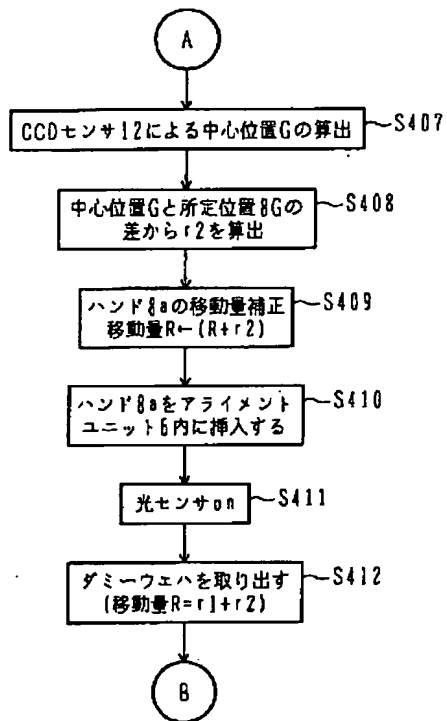 A
CCDセンサ12による中心位置Gの算出
S407
中心位置Gと所定位置8Gの
差からr2を算出
S408
ハンド8aの移動量補正
移動量R←(R+r2)
S409
ハンド8aをアライメント
ユニット6内に挿入する
S410
光センサon
S411
ダミーウエハを取り出す
(移動量R=r1+r2)
S412
B